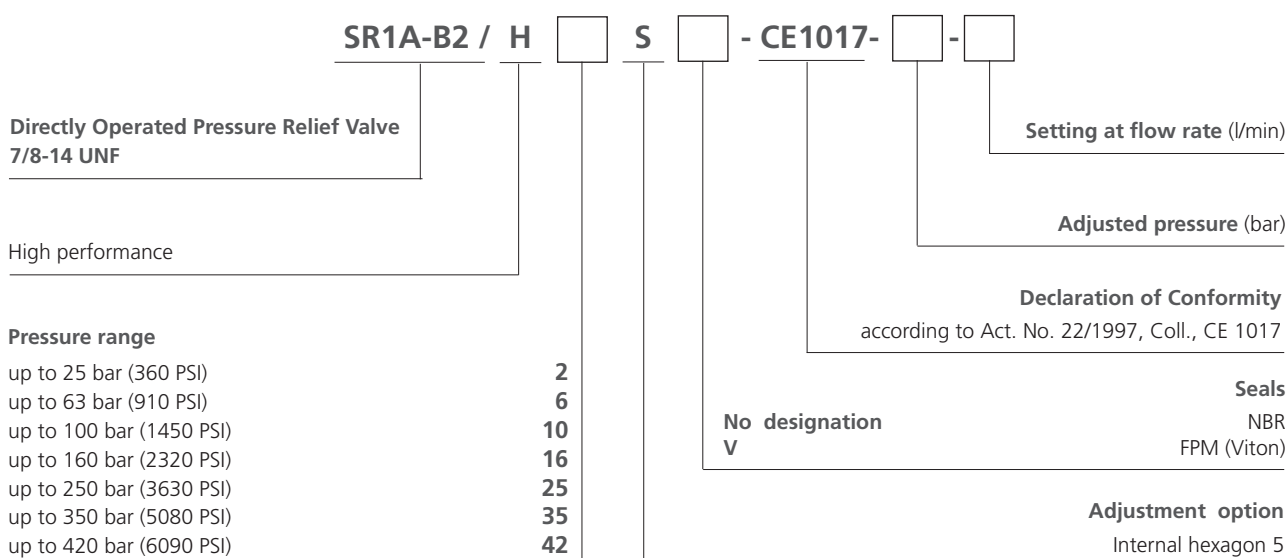 SR1A-B2 / H S - CE1017- -
Directly Operated Pressure Relief Valve
7/8-14 UNF
Setting at flow rate (l/min)
Adjusted pressure (bar)
High performance
Declaration of Conformity
according to Act. No. 22/1997, Coll., CE 1017
Pressure range
up to 25 bar (360 PSI) 2
up to 63 bar (910 PSI) 6
up to 100 bar (1450 PSI) 10
up to 160 bar (2320 PSI) 16
up to 250 bar (3630 PSI) 25
up to 350 bar (5080 PSI) 35
up to 420 bar (6090 PSI) 42
Seals
No designation NBR
V FPM (Viton)
Adjustment option
Internal hexagon 5